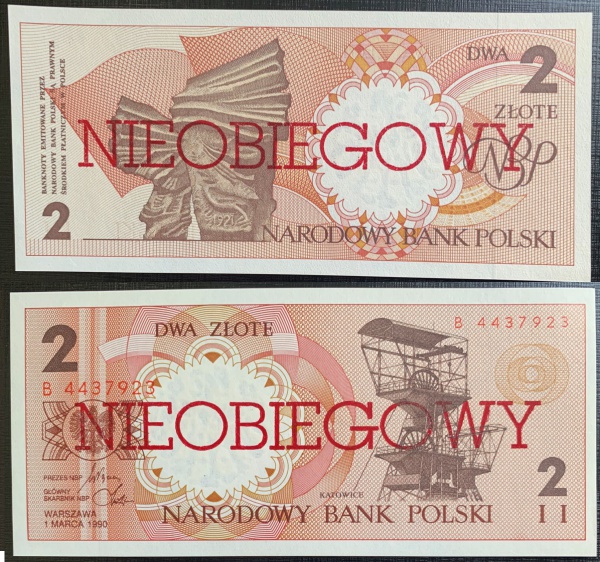 BANKNOTY EMITOWANE PRZEZ
NARODOWY BANK POLSKI SĄ PRAWNYM
ŚRODKIEM PŁATNICZYM W POLSCE
DWA 2
ZŁOTE
NIEOBIEGOWY
NBP
1921
2
NARODOWY BANK POLSKI
DWA ZŁOTE
B 4437923
2
B 4437923
NIEOBIEGOWY
PREZES NBP
GŁÓWNY
SKARBNIK NBP
KATOWICE
2
WARSZAWA
1 MARCA 1990
NARODOWY BANK POLSKI